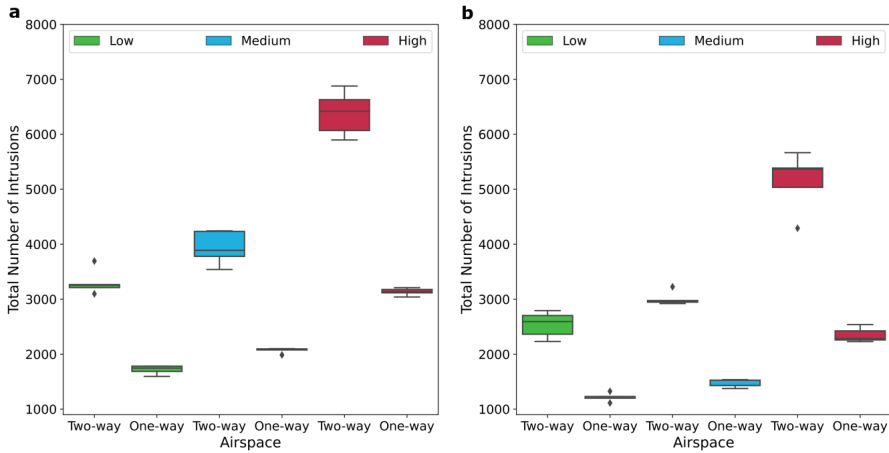 a
Low Medium High
8000
7000
6000
5000
4000
3000
2000
1000
Total Number of Intrusions
Two-way One-way Two-way One-way Two-way One-way
Airspace
b
Low Medium High
8000
7000
6000
5000
4000
3000
2000
1000
Total Number of Intrusions
Two-way One-way Two-way One-way Two-way One-way
Airspace